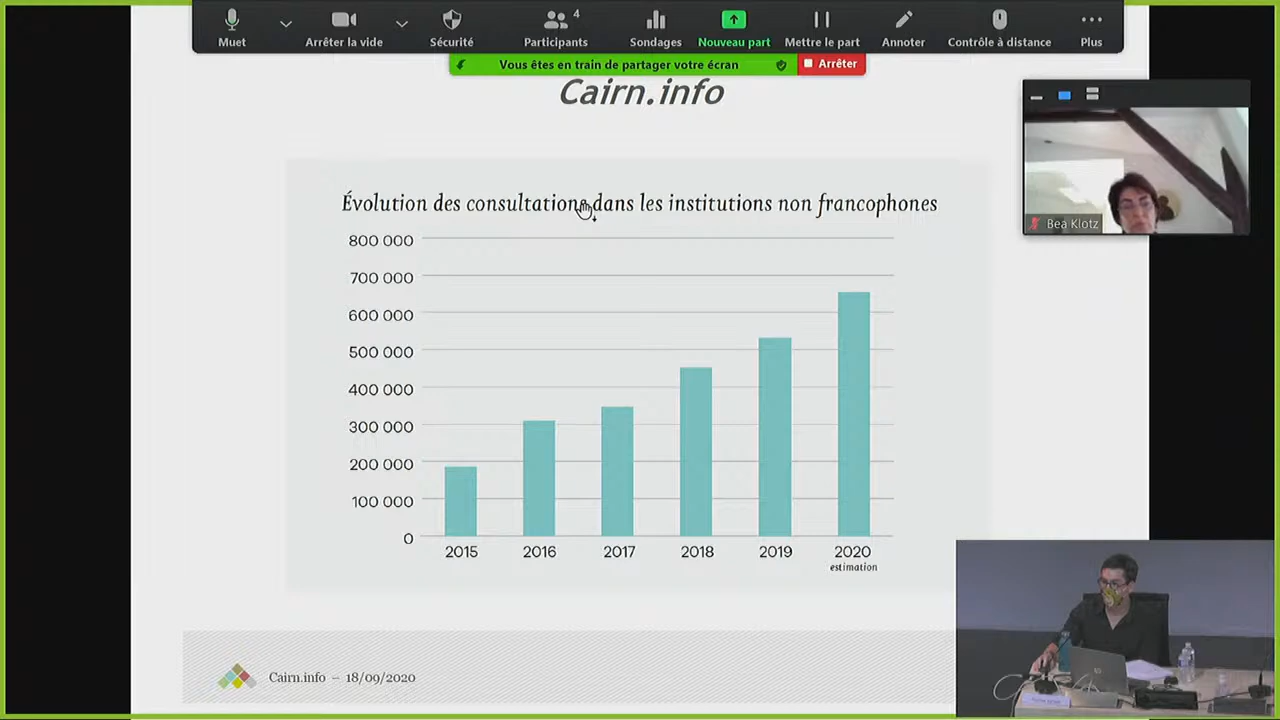 Muet
Arrêter la vide
Sécurité
Participants
4
Sondages
Nouveau part
Mettre le part
Annoter
Contrôle à distance
Plus
Vous êtes en train de partager votre écran
Arrêter
Cairn.info
Bea Klotz
Évolution des consultations dans les institutions non francophones
800 000
700 000
600 000
500 000
400 000
300 000
200 000
100 000
0
2015
2016
2017
2018
2019
2020
estimation
Cairn.info – 18/09/2020